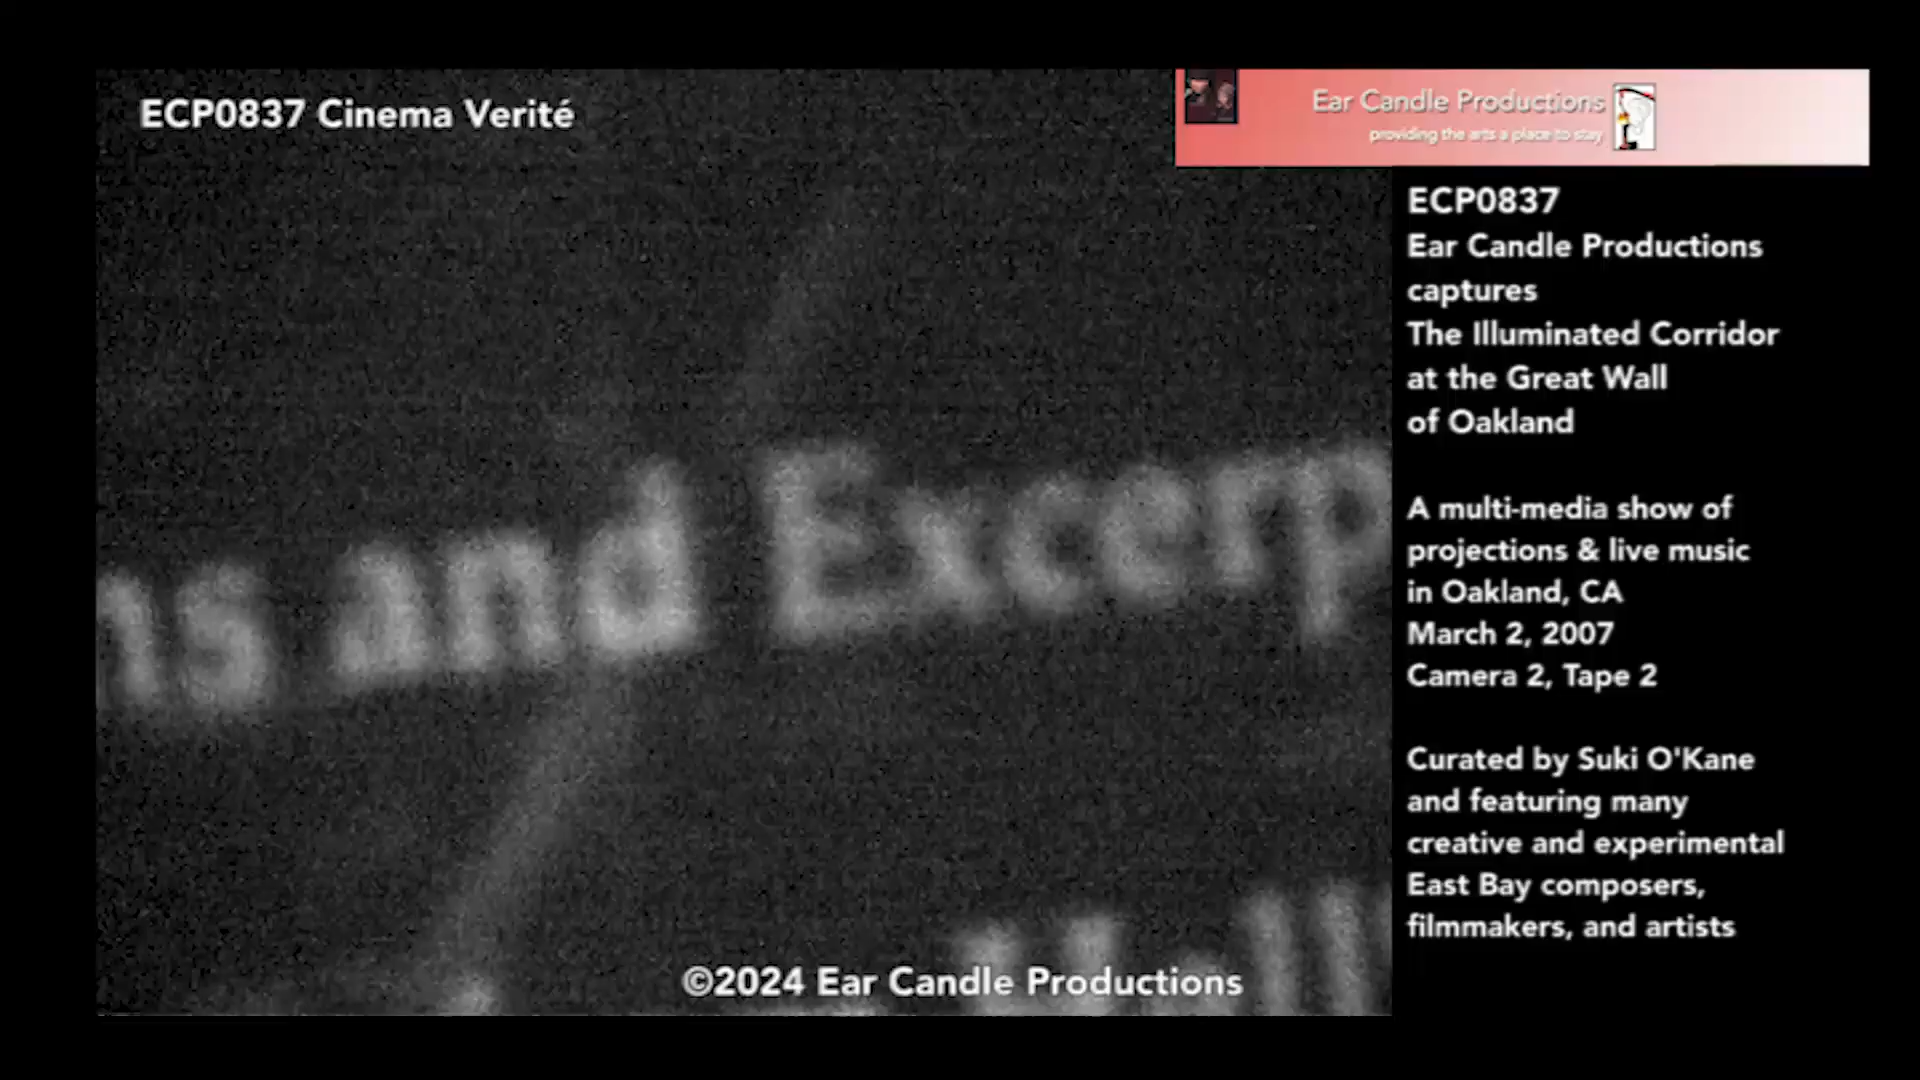 ECP0837 Cinema Verité
Ear Candle Productions
providing the arts a place to stay
ECP0837
Ear Candle Productions
captures
The Illuminated Corridor
at the Great Wall
of Oakland
A multi-media show of
projections & live music
in Oakland, CA
March 2, 2007
Camera 2, Tape 2
Curated by Suki O'Kane
and featuring many
creative and experimental
East Bay composers,
filmmakers, and artists
ns and Excerp
©2024 Ear Candle Productions